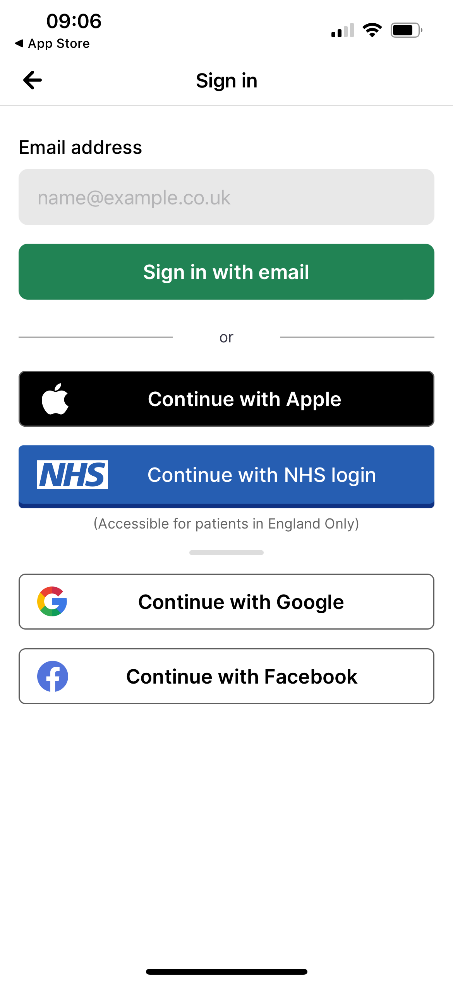 09:06
◀ App Store
Sign in
Email address
name@example.co.uk
Sign in with email
or
Continue with Apple
NHS Continue with NHS login
(Accessible for patients in England Only)
Continue with Google
Continue with Facebook